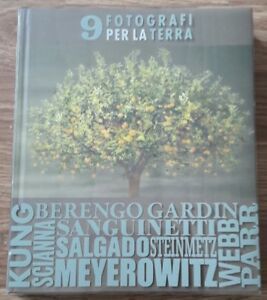 9 FOTOGRAFI
PER LA TERRA
KUNG
SCIANNA
BERENGO GARDIN
SANGUINETTI
SALGADO STEINMETZ
MEYEROWITZ
WEBB
PARR